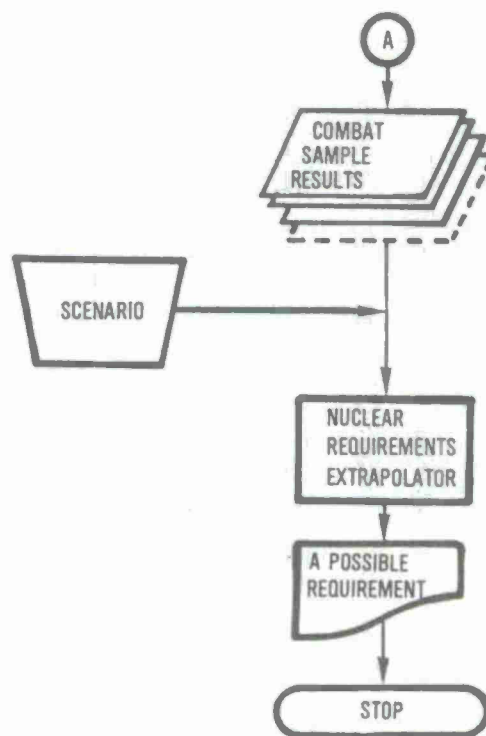 A
COMBAT
SAMPLE
RESULTS
SCENARIO
NUCLEAR
REQUIREMENTS
EXTRAPOLATOR
A POSSIBLE
REQUIREMENT
STOP